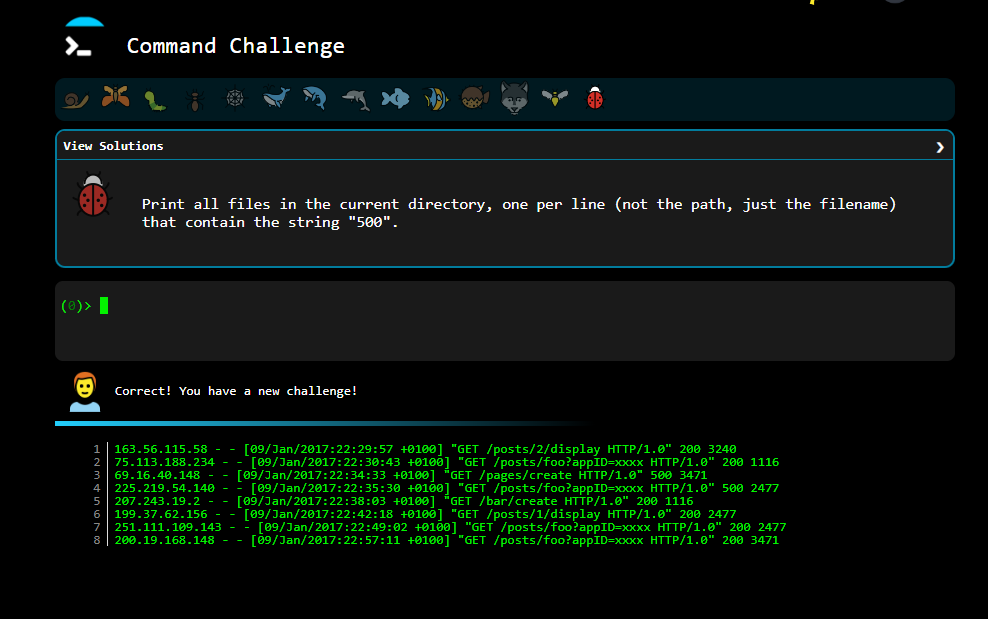 Command Challenge
View Solutions
Print all files in the current directory, one per line (not the path, just the filename)
that contain the string "500".
(0)>
Correct! You have a new challenge!
1 163.56.115.58 - - [09/Jan/2017:22:29:57 +0100] "GET /posts/2/display HTTP/1.0" 200 3240
2 75.113.188.234 - - [09/Jan/2017:22:30:43 +0100] "GET /posts/foo?appID=xxxx HTTP/1.0" 200 1116
3 69.16.40.148 - - [09/Jan/2017:22:34:33 +0100] "GET /pages/create HTTP/1.0" 500 3471
4 225.219.54.140 - - [09/Jan/2017:22:35:30 +0100] "GET /posts/foo?appID=xxxx HTTP/1.0" 500 2477
5 207.243.19.2 - - [09/Jan/2017:22:38:03 +0100] "GET /bar/create HTTP/1.0" 200 1116
6 199.37.62.156 - - [09/Jan/2017:22:42:18 +0100] "GET /posts/1/display HTTP/1.0" 200 2477
7 251.111.109.143 - - [09/Jan/2017:22:49:02 +0100] "GET /posts/foo?appID=xxxx HTTP/1.0" 200 2477
8 200.19.168.148 - - [09/Jan/2017:22:57:11 +0100] "GET /posts/foo?appID=xxxx HTTP/1.0" 200 3471